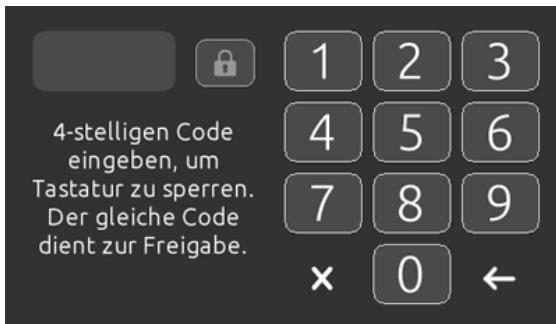 1 2 3
4-stelligen Code
eingeben, um
Tastatur zu sperren.
Der gleiche Code
dient zur Freigabe.
4 5 6
7 8 9
x 0 ←